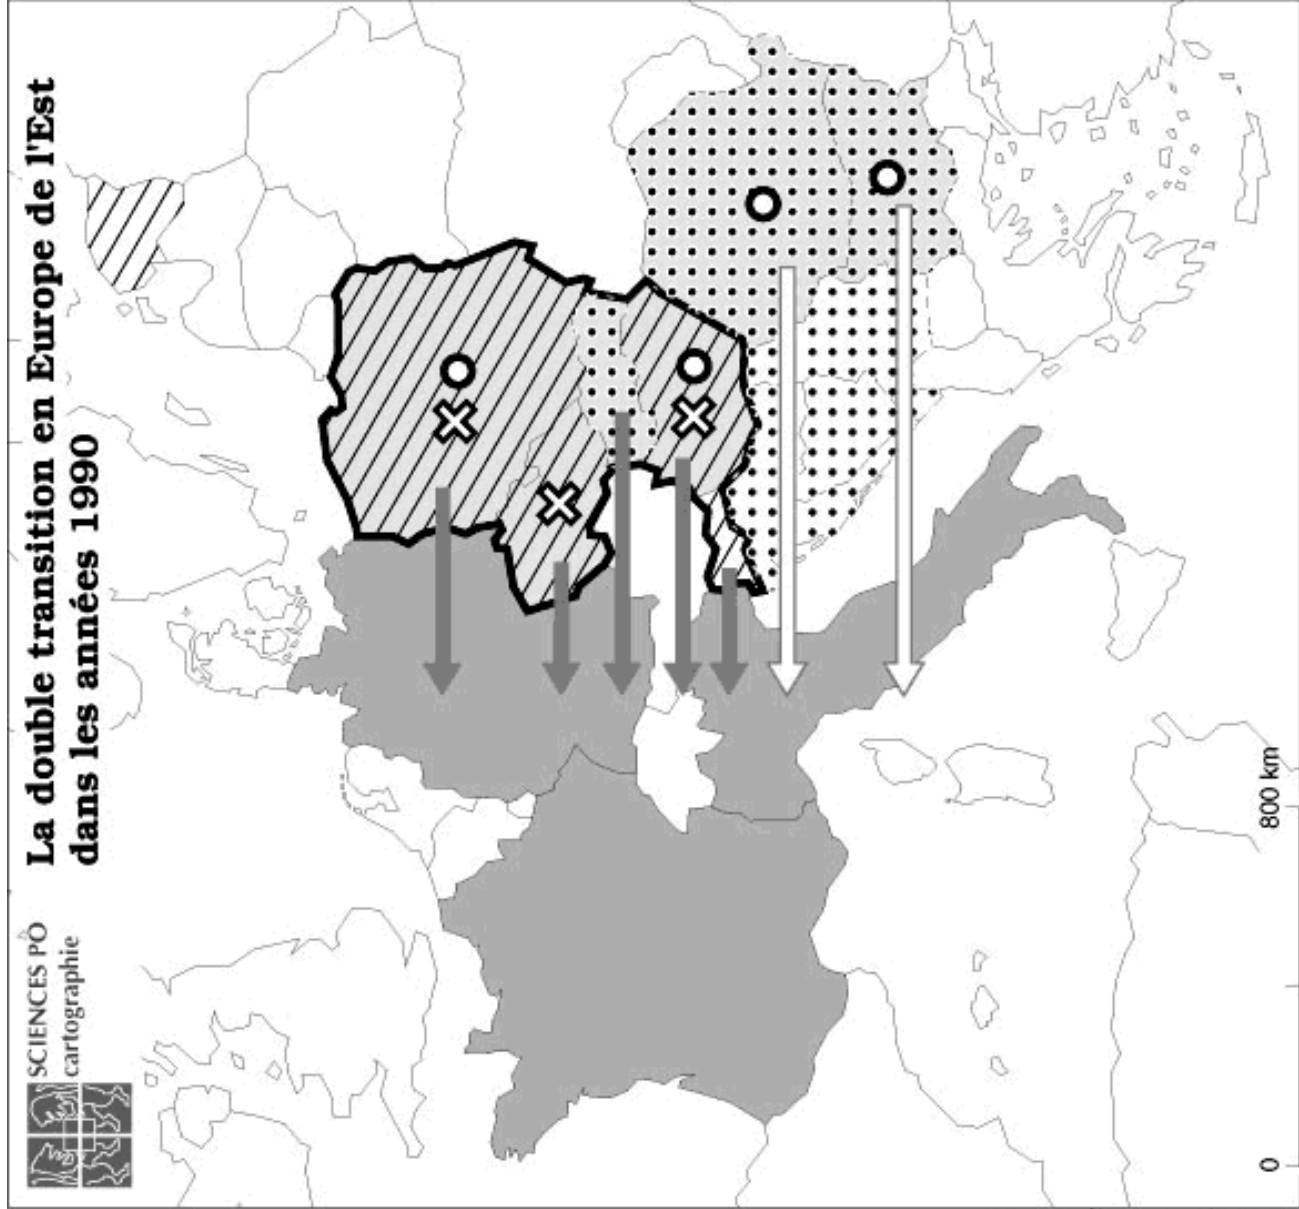 SCIENCES PO
cartographie
La double transition en Europe de l'Est
dans les années 1990
0
800 km